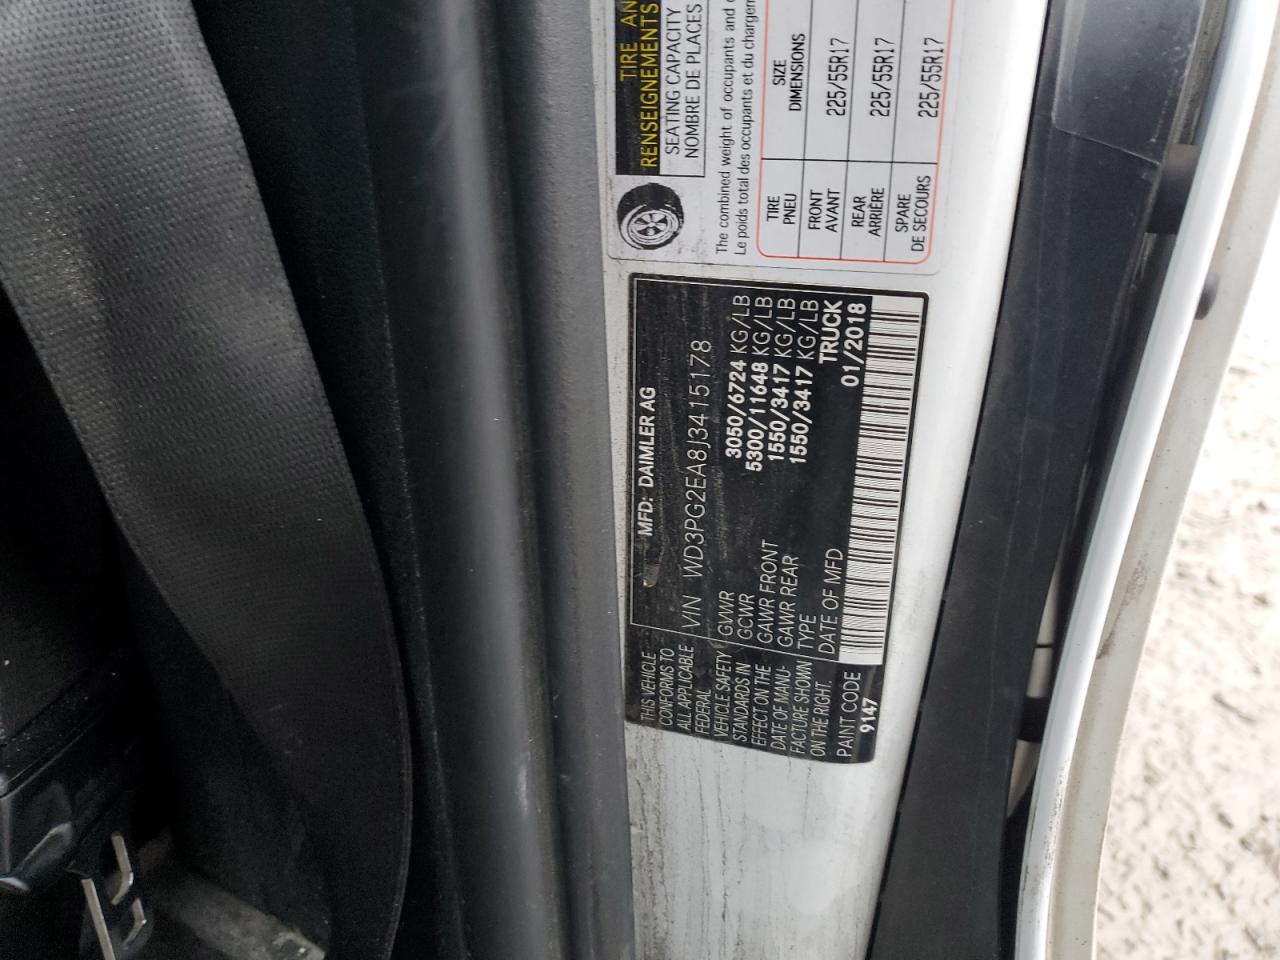 TIRE AN
RENSEIGNEMENTS
SEATING CAPACITY
NOMBRE DE PLACES
The combined weight of occupants and
Le poids total des occupants et du
TIRE SIZE
PNEU DIMENSIONS
FRONT
AVANT 225/55R17
REAR
ARRIÈRE 225/55R17
SPARE
DE SECOURS 225/55R17
MFD: DAIMLER AG
VIN WD3PG2EA8J3415178
GVWR 3050/6724 KG/LB
GCWR 5300/11648 KG/LB
GAWR FRONT 1550/3417 KG/LB
GAWR REAR 1550/3417 KG/LB
TYPE TRUCK
DATE OF MFD 01/2018
THIS VEHICLE
CONFORMS TO
ALL APPLICABLE
FEDERAL
VEHICLE SAFETY
STANDARDS IN
EFFECT ON THE
DATE OF MANU-
FACTURE SHOWN
ON THE RIGHT.
PAINT CODE
9147